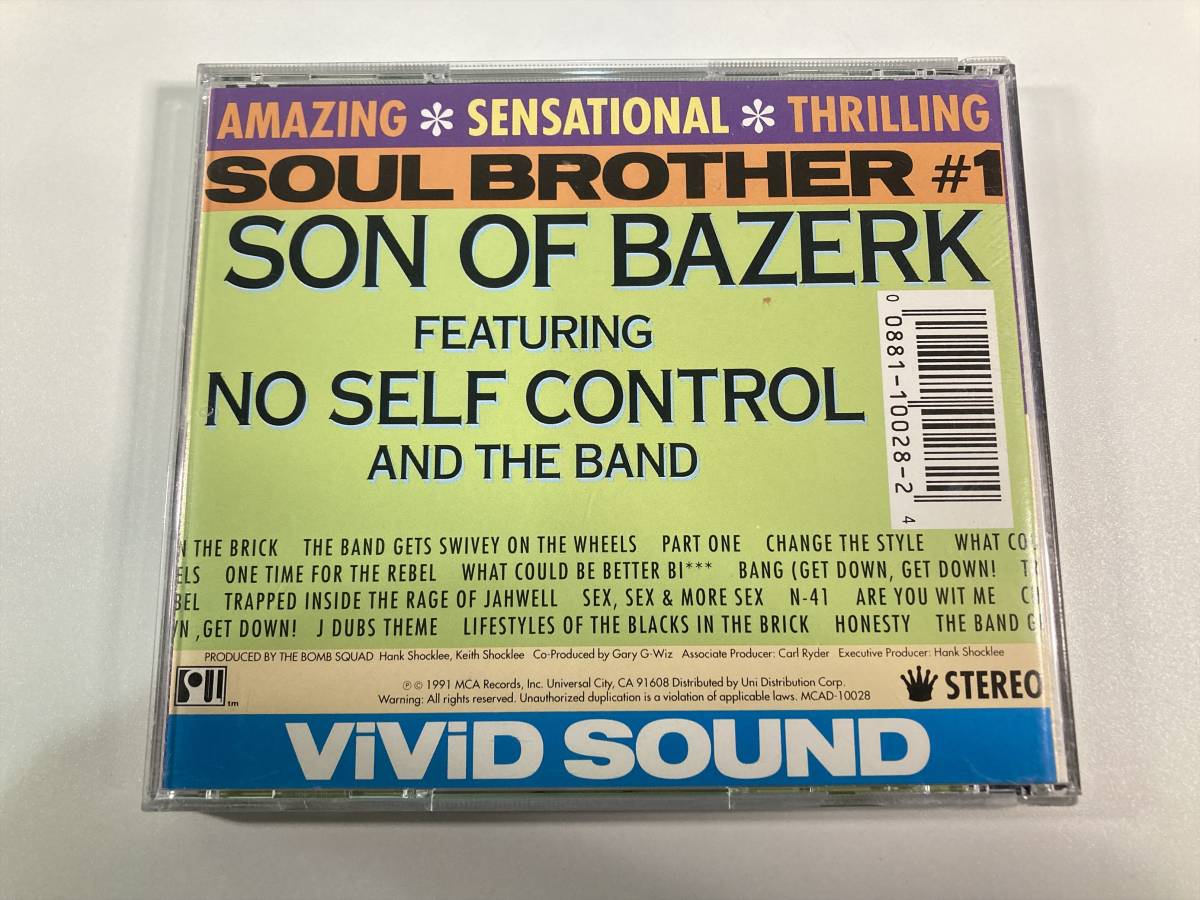 AMAZING * SENSATIONAL * THRILLING
SOUL BROTHER #1
SON OF BAZERK
FEATURING
NO SELF CONTROL
AND THE BAND
0 0881-10028-2 4
THE BRICK THE BAND GETS SWIVEY ON THE WHEELS PART ONE CHANGE THE STYLE WHAT
ONE TIME FOR THE REBEL WHAT COULD BE BETTER BI*** BANG (GET DOWN, GET DOWN!
TRAPPED INSIDE THE RAGE OF JAHWELL SEX, SEX & MORE SEX N-41 ARE YOU WIT ME
,GET DOWN! J DUBS THEME LIFESTYLES OF THE BLACKS IN THE BRICK HONESTY THE BAND
PRODUCED BY THE BOMB SQUAD Hank Shocklee, Keith Shocklee Co-Produced by Gary G-Wiz Associate Producer: Carl Ryder Executive Producer: Hank Shocklee
℗ © 1991 MCA Records, Inc. Universal City, CA 91608 Distributed by Uni Distribution Corp.
Warning: All rights reserved. Unauthorized duplication is a violation of applicable laws. MCAD-10028
tm
STEREO
ViViD SOUND